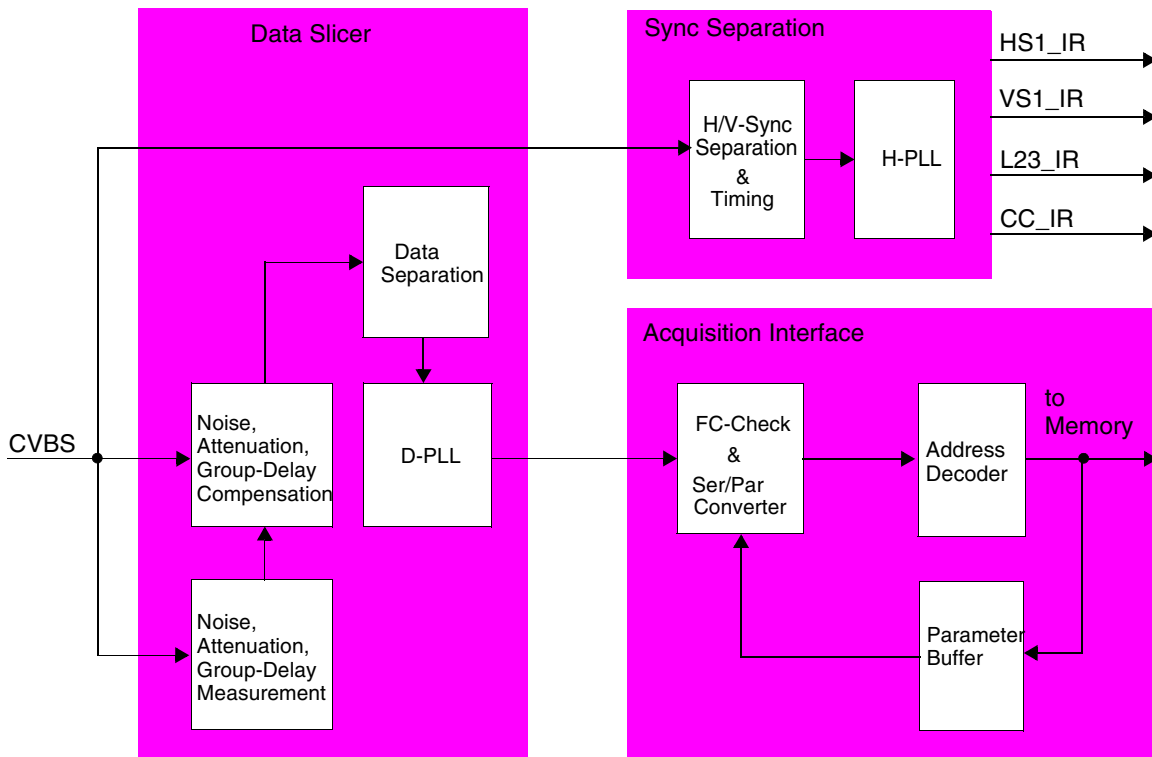 Data Slicer
Sync Separation
HS1_IR
VS1_IR
L23_IR
CC_IR
H/V-Sync
Separation
&
Timing
H-PLL
Data
Separation
Acquisition Interface
CVBS
Noise,
Attenuation,
Group-Delay
Compensation
D-PLL
FC-Check
&
Ser/Par
Converter
Address
Decoder
to
Memory
Noise,
Attenuation,
Group-Delay
Measurement
Parameter
Buffer